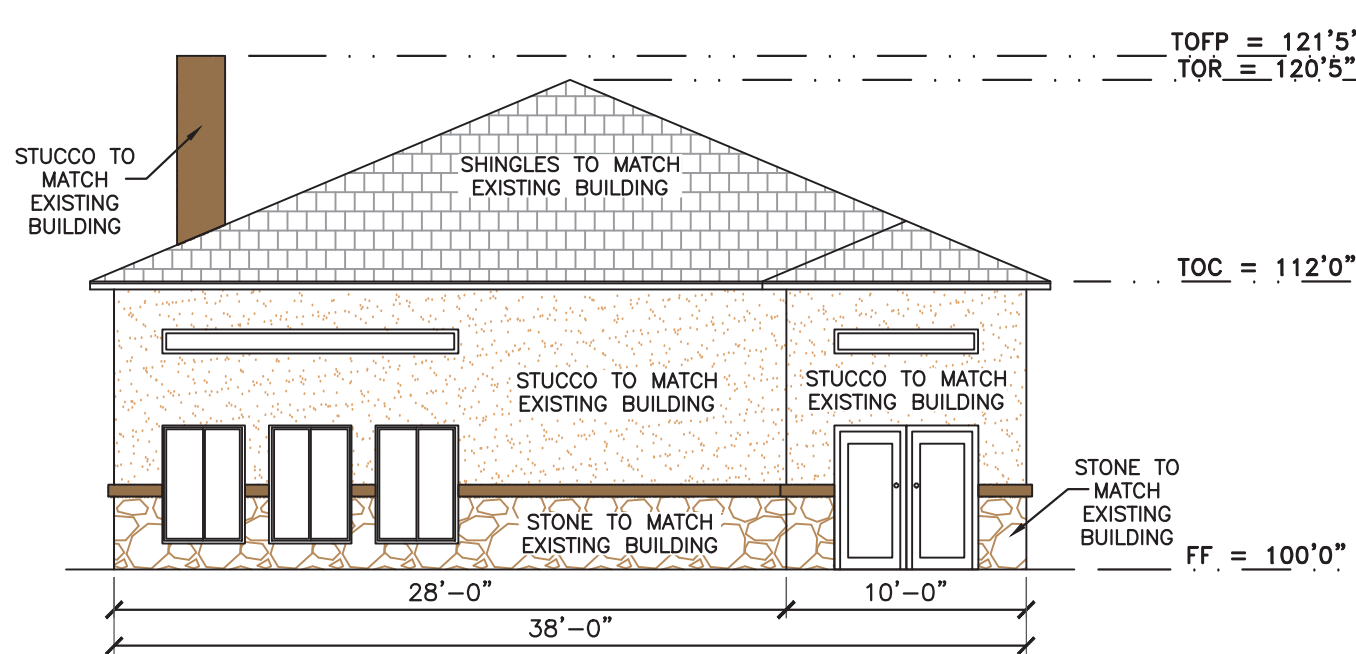 TOFP = 121'5"
TOR = 120'5"
STUCCO TO
MATCH
EXISTING
BUILDING
SHINGLES TO MATCH
EXISTING BUILDING
TOC = 112'0"
STUCCO TO MATCH
EXISTING BUILDING
STUCCO TO MATCH
EXISTING BUILDING
STONE TO
MATCH
EXISTING
BUILDING
STONE TO MATCH
EXISTING BUILDING
FF = 100'0"
28'-0"
10'-0"
38'-0"